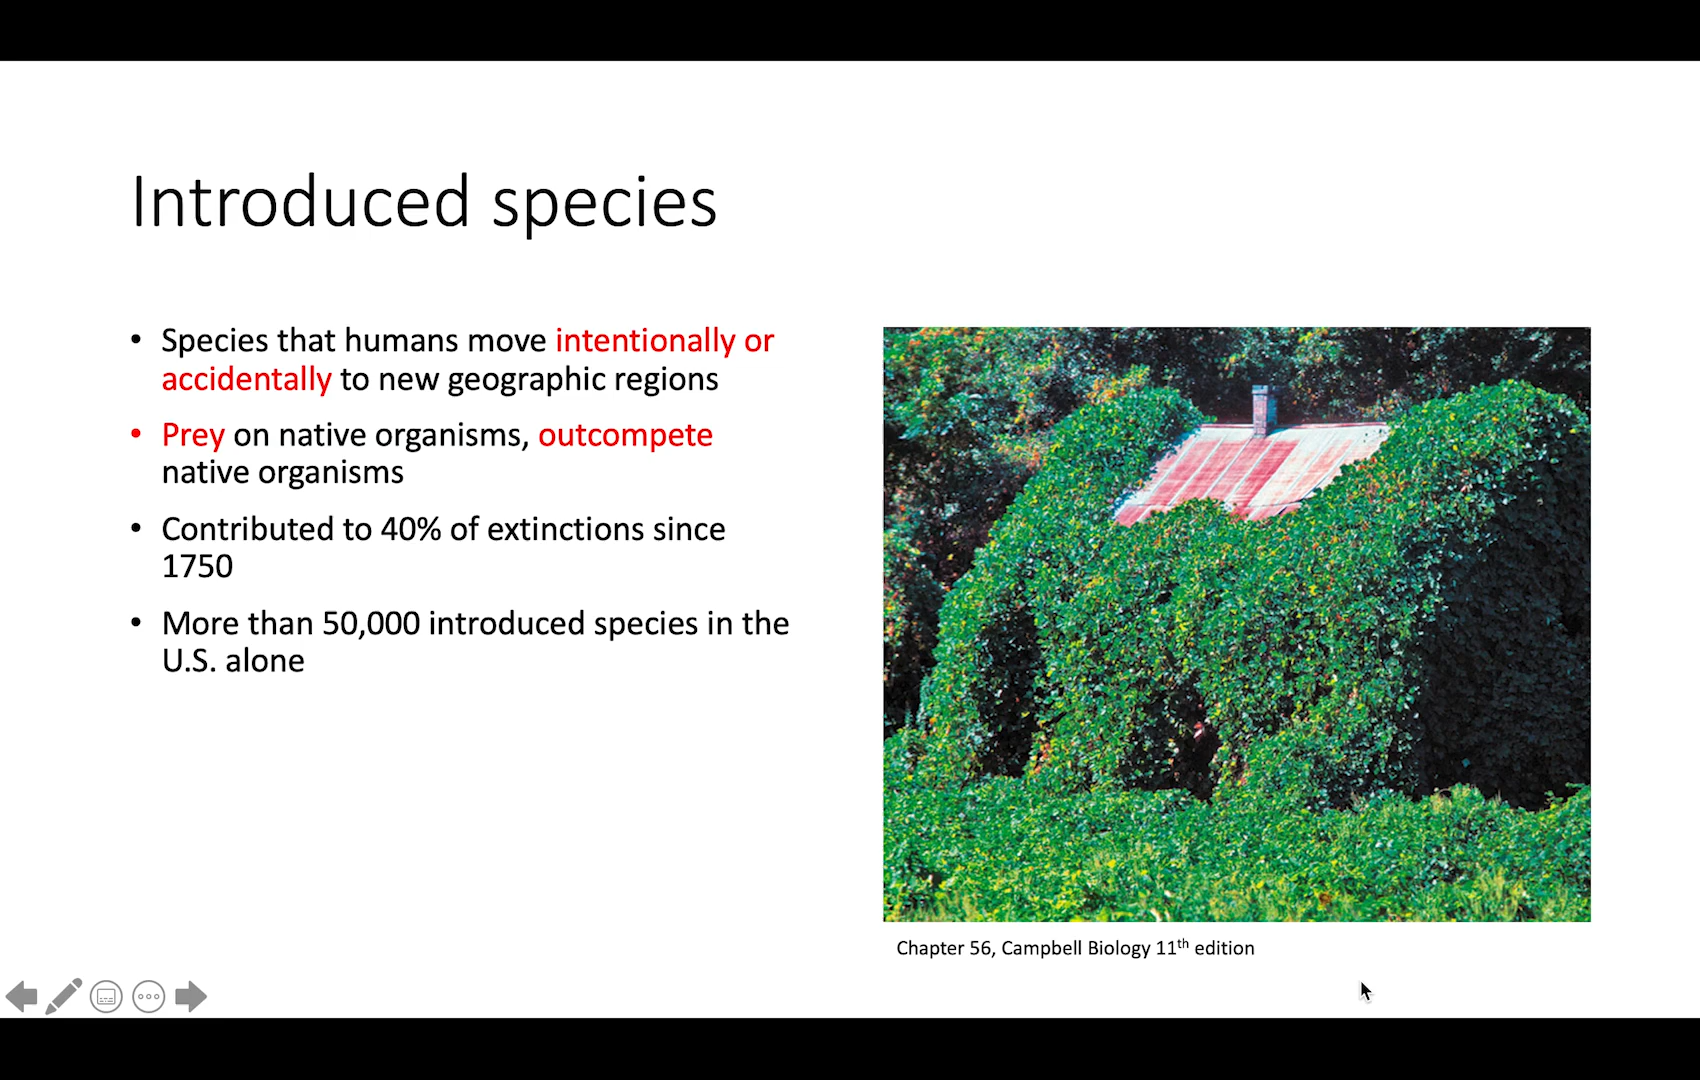 Introduced species
• Species that humans move intentionally or
accidentally to new geographic regions
• Prey on native organisms, outcompete
native organisms
• Contributed to 40% of extinctions since
1750
• More than 50,000 introduced species in the
U.S. alone
Chapter 56, Campbell Biology 11th edition